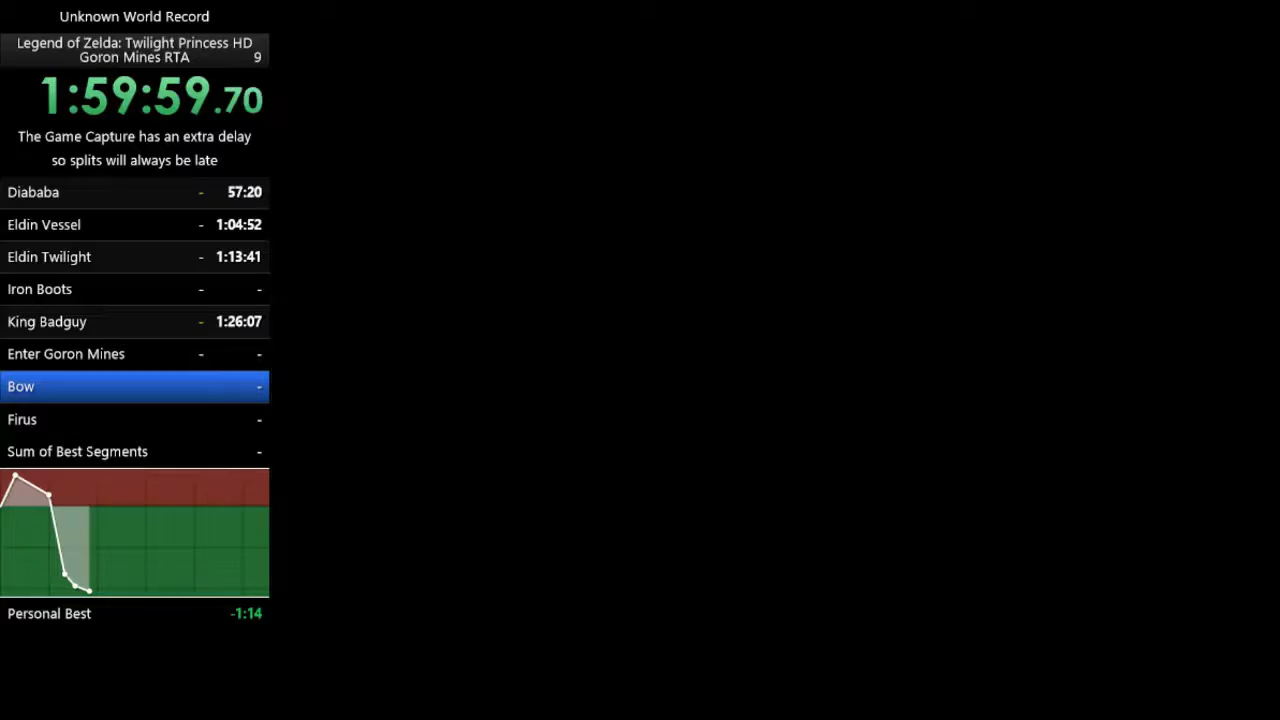 Unknown World Record
Legend of Zelda: Twilight Princess HD
Goron Mines RTA 9
1:59:59.70
The Game Capture has an extra delay
so splits will always be late
Diababa - 57:20
Eldin Vessel - 1:04:52
Eldin Twilight - 1:13:41
Iron Boots - -
King Badguy - 1:26:07
Enter Goron Mines - -
Bow -
Firus -
Sum of Best Segments -
Personal Best -1:14